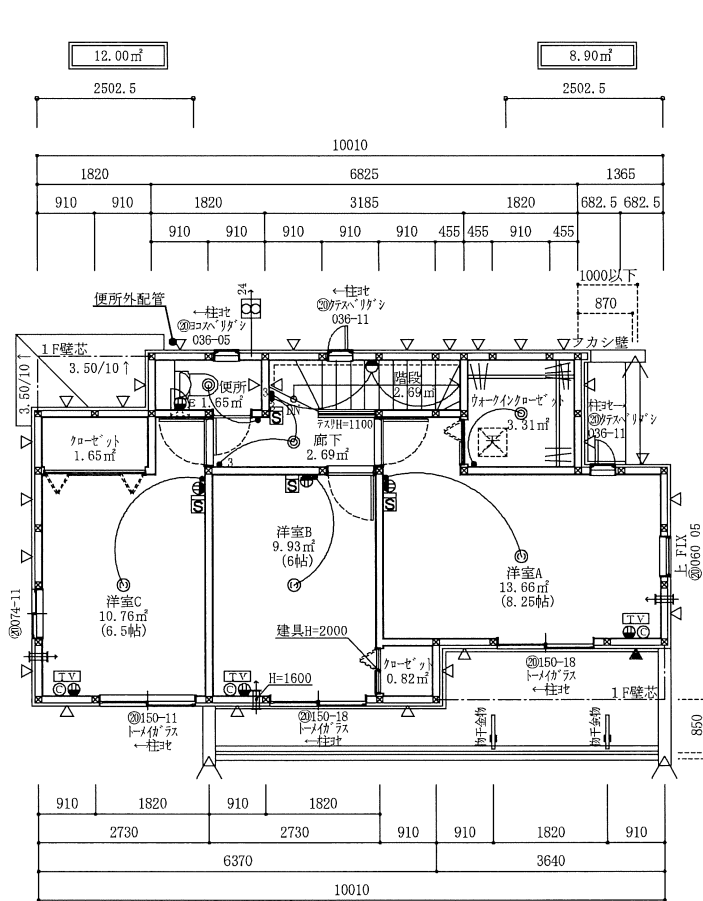 12.00㎡
8.90㎡
2502.5
2502.5
10010
1820
6825
1365
910
910
1820
3185
1820
682.5
682.5
910
910
910
910
910
455
455
910
455
1000以下
870
便所外配管
24
←柱ﾖｾ
⑳ﾖｺｽﾍﾞﾘﾀﾞｼ
036-05
←柱ﾖｾ
⑳ﾀﾃｽﾍﾞﾘﾀﾞｼ
036-11
フカシ壁
1F壁芯
3.50/10↑
3.50/10↑
便所
E 1.65㎡
3
階段
2.69㎡
DN
S
ﾃｽﾘH=1100
廊下
2.69㎡
3
ウォークインクローゼット
3.31㎡
柱ﾖｾ→
⑳ﾀﾃｽﾍﾞﾘﾀﾞｼ
036-11
ｸﾛｰｾﾞｯﾄ
1.65㎡
S
S
S
洋室B
9.93㎡
(6帖)
洋室A
13.66㎡
(8.25帖)
洋室C
10.76㎡
(6.5帖)
上 FIX
⑳060 05
⑳074-11
建具H=2000
ｸﾛｰｾﾞｯﾄ
0.82㎡
TV
C
TV
C
TV
C
H=1600
⑳150-11
ﾄｰﾒｲｶﾞﾗｽ
←柱ﾖｾ
⑳150-18
ﾄｰﾒｲｶﾞﾗｽ
←柱ﾖｾ
⑳150-18
ﾄｰﾒｲｶﾞﾗｽ
←柱ﾖｾ
1F壁芯
物干金物
物干金物
850
910
1820
910
1820
2730
2730
910
910
1820
910
6370
3640
10010